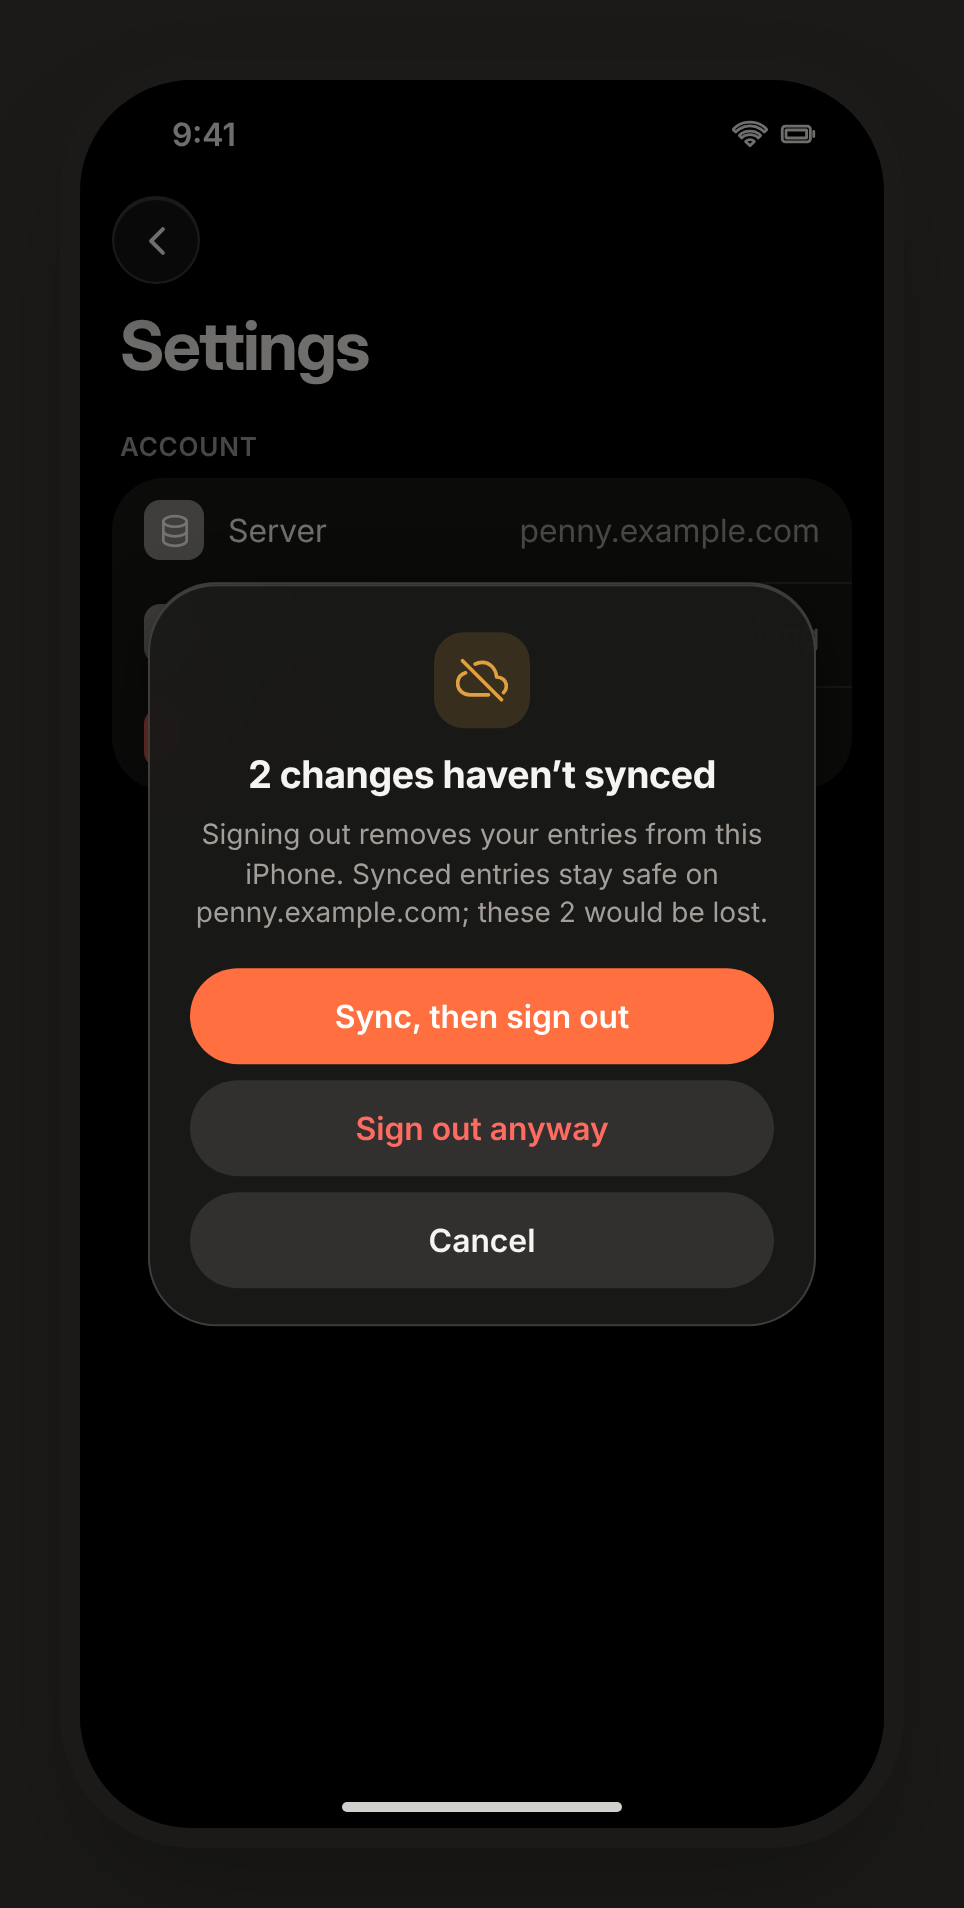 9:41
Settings
ACCOUNT
Server penny.example.com
2 changes haven’t synced
Signing out removes your entries from this
iPhone. Synced entries stay safe on
penny.example.com; these 2 would be lost.
Sync, then sign out
Sign out anyway
Cancel